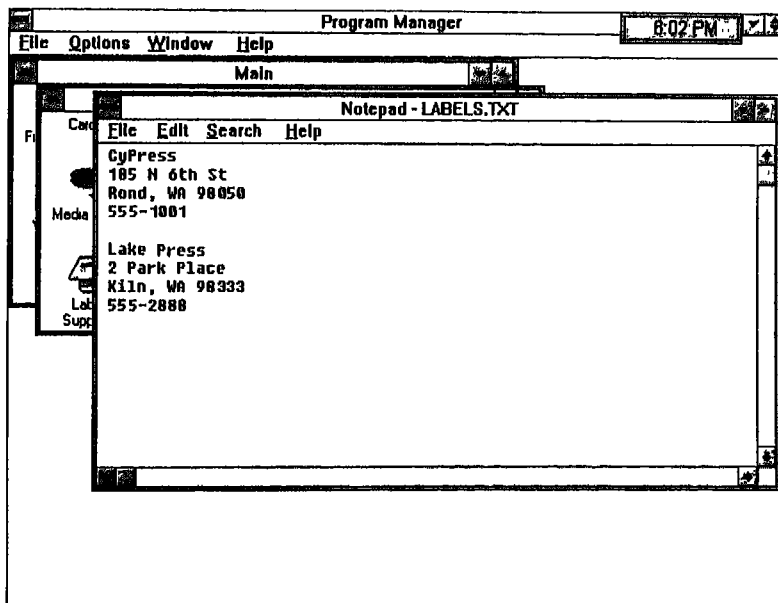 Program Manager
6:02 PM
File Options Window Help
Main
Notepad - LABELS.TXT
File Edit Search Help
CyPress
185 N 6th St
Rond, WA 98050
555-1001
Lake Press
2 Park Place
Kiln, WA 98333
555-2888
Media